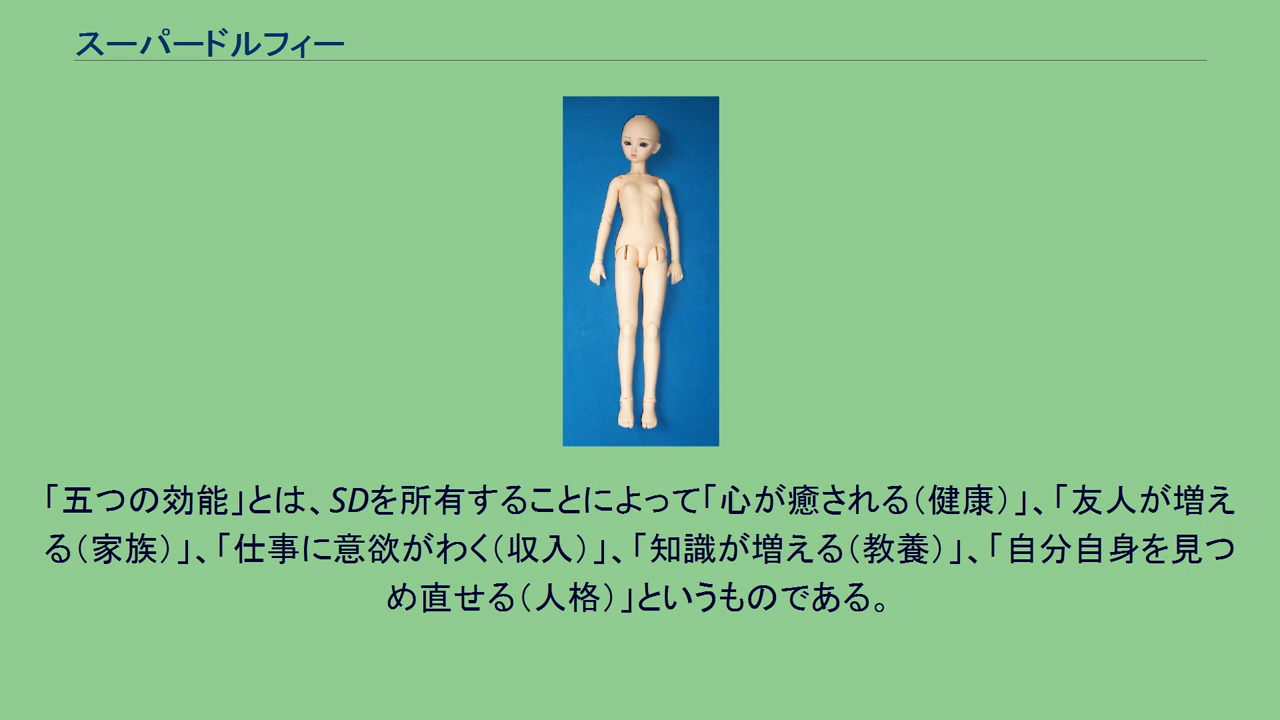 スーパードルフィー
「五つの効能」とは、SDを所有することによって「心が癒される（健康）」、「友人が増え
る（家族）」、「仕事に意欲がわく（収入）」、「知識が増える（教養）」、「自分自身を見つ
め直せる（人格）」というものである。